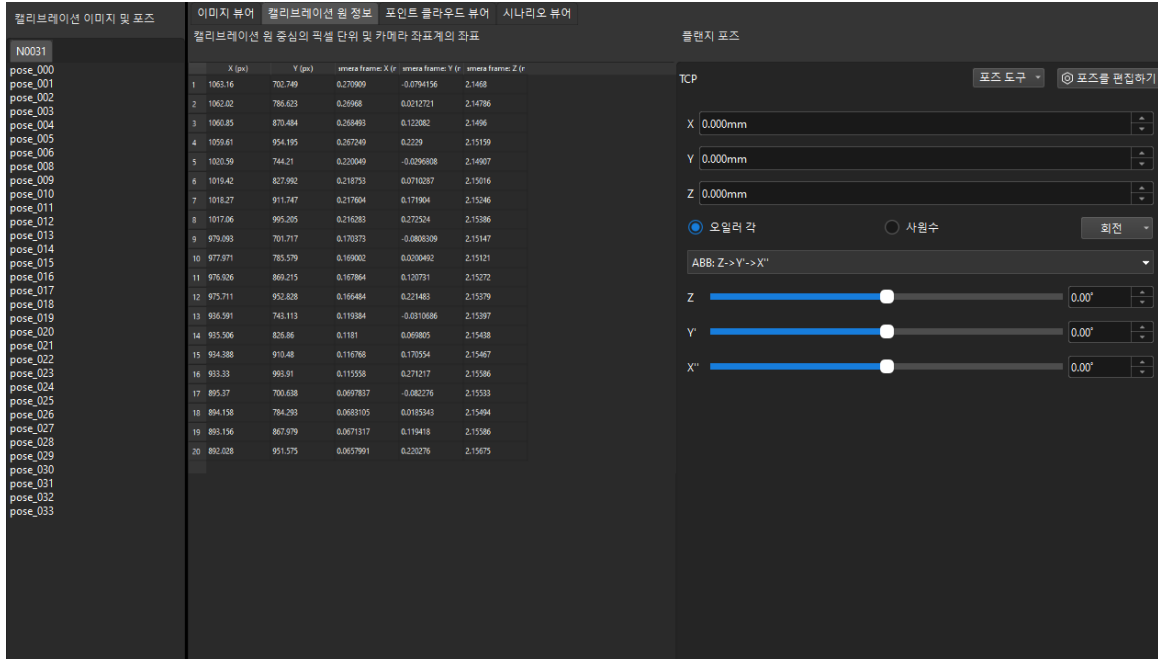 캘리브레이션 이미지 및 포즈
N0031
pose_000
pose_001
pose_002
pose_003
pose_004
pose_005
pose_006
pose_008
pose_009
pose_010
pose_011
pose_012
pose_013
pose_014
pose_015
pose_016
pose_017
pose_018
pose_019
pose_020
pose_021
pose_022
pose_023
pose_024
pose_025
pose_026
pose_027
pose_028
pose_029
pose_030
pose_031
pose_032
pose_033
이미지 뷰어 캘리브레이션 원 정보 포인트 클라우드 뷰어 시나리오 뷰어
캘리브레이션 원 중심의 픽셀 단위 및 카메라 좌표계의 좌표
X (px) Y (px) smera frame: X (r smera frame: Y (r smera frame: Z (r
1 1063.16 702.749 0.270909 -0.0794156 2.1468
2 1062.02 786.623 0.26968 0.0212721 2.14786
3 1060.85 870.484 0.268493 0.122082 2.1496
4 1059.61 954.195 0.267249 0.2229 2.15159
5 1020.59 744.21 0.220049 -0.0296808 2.14907
6 1019.42 827.992 0.218753 0.0710287 2.15016
7 1018.27 911.747 0.217604 0.171904 2.15246
8 1017.06 995.205 0.216283 0.272524 2.15386
9 979.093 701.717 0.170373 -0.0808309 2.15147
10 977.971 785.579 0.169002 0.0200492 2.15121
11 976.926 869.215 0.167864 0.120731 2.15272
12 975.711 952.828 0.166484 0.221483 2.15379
13 936.591 743.113 0.119384 -0.0310686 2.15397
14 935.506 826.86 0.1181 0.069805 2.15438
15 934.388 910.48 0.116768 0.170554 2.15467
16 933.33 993.91 0.115558 0.271217 2.15586
17 895.37 700.638 0.0697837 -0.082276 2.15533
18 894.158 784.293 0.0683105 0.0185343 2.15494
19 893.156 867.979 0.0671317 0.119418 2.15586
20 892.028 951.575 0.0657991 0.220276 2.15675
플랜지 포즈
TCP 포즈 도구 포즈를 편집하기
X 0.000mm
Y 0.000mm
Z 0.000mm
오일러 각 사원수 회전
ABB: Z->Y'->X''
Z 0.00°
Y' 0.00°
X'' 0.00°